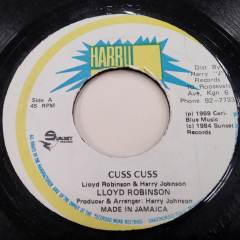 HARRY J
Side A
45 RPM
Dist By
Harry "J"
10 Roosevelt
Ave, Kgn 6
Phone 92-7733
SUNSET
RECORDS
(p) 1969 Cari-
Blue Music
(c) 1984 Sunset
Records
CUSS CUSS
Lloyd Robinson & Harry Johnson
LLOYD ROBINSON
Producer & Arranger: Harry Johnson
MADE IN JAMAICA